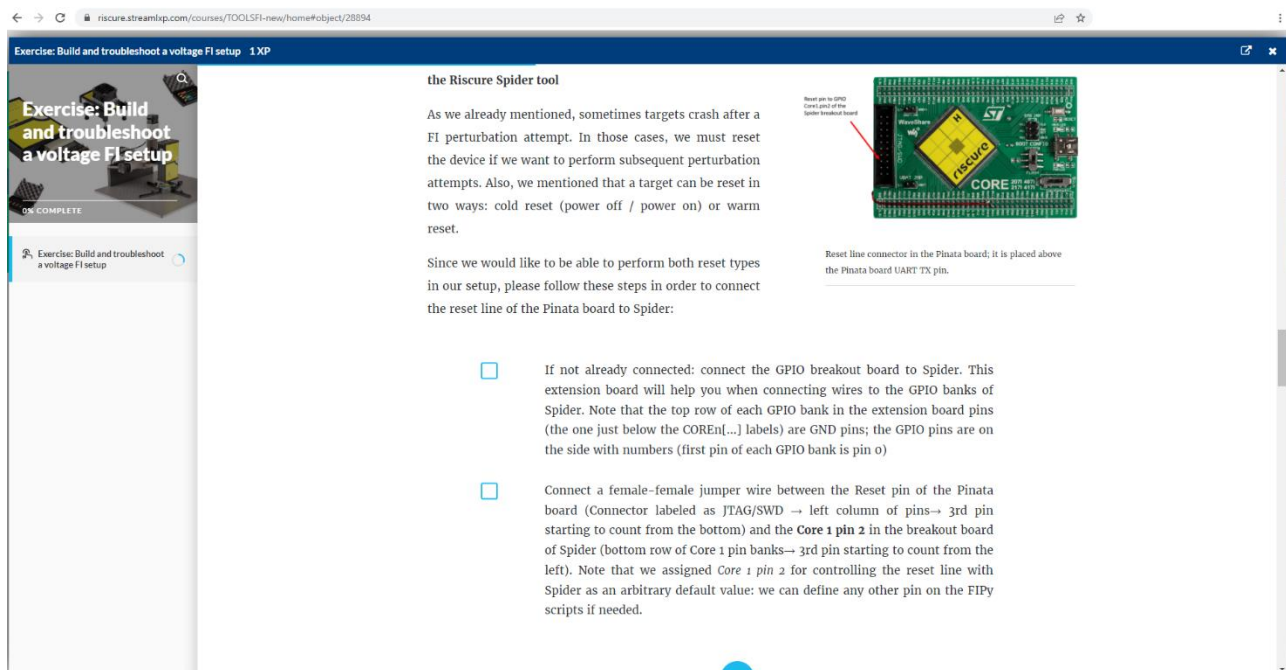 riscure.streamlxp.com/courses/TOOLSFI-new/home#object/28894
Exercise: Build and troubleshoot a voltage FI setup 1 XP
Exercise: Build
and troubleshoot
a voltage FI setup
0% COMPLETE
Exercise: Build and troubleshoot
a voltage FI setup
the Riscure Spider tool
As we already mentioned, sometimes targets crash after a
FI perturbation attempt. In those cases, we must reset
the device if we want to perform subsequent perturbation
attempts. Also, we mentioned that a target can be reset in
two ways: cold reset (power off / power on) or warm
reset.
Since we would like to be able to perform both reset types
in our setup, please follow these steps in order to connect
the reset line of the Pinata board to Spider:
Reset pin to GPIO
Core1,pin2 of the
Spider breakout board
WaveShare
JTAG/SWD
riscure
BOOT CONFIG
CORE
Reset line connector in the Pinata board; it is placed above
the Pinata board UART TX pin.
If not already connected: connect the GPIO breakout board to Spider. This
extension board will help you when connecting wires to the GPIO banks of
Spider. Note that the top row of each GPIO bank in the extension board pins
(the one just below the COREn[...] labels) are GND pins; the GPIO pins are on
the side with numbers (first pin of each GPIO bank is pin 0)
Connect a female-female jumper wire between the Reset pin of the Pinata
board (Connector labeled as JTAG/SWD → left column of pins→ 3rd pin
starting to count from the bottom) and the Core 1 pin 2 in the breakout board
of Spider (bottom row of Core 1 pin banks→ 3rd pin starting to count from the
left). Note that we assigned Core 1 pin 2 for controlling the reset line with
Spider as an arbitrary default value: we can define any other pin on the FIPy
scripts if needed.